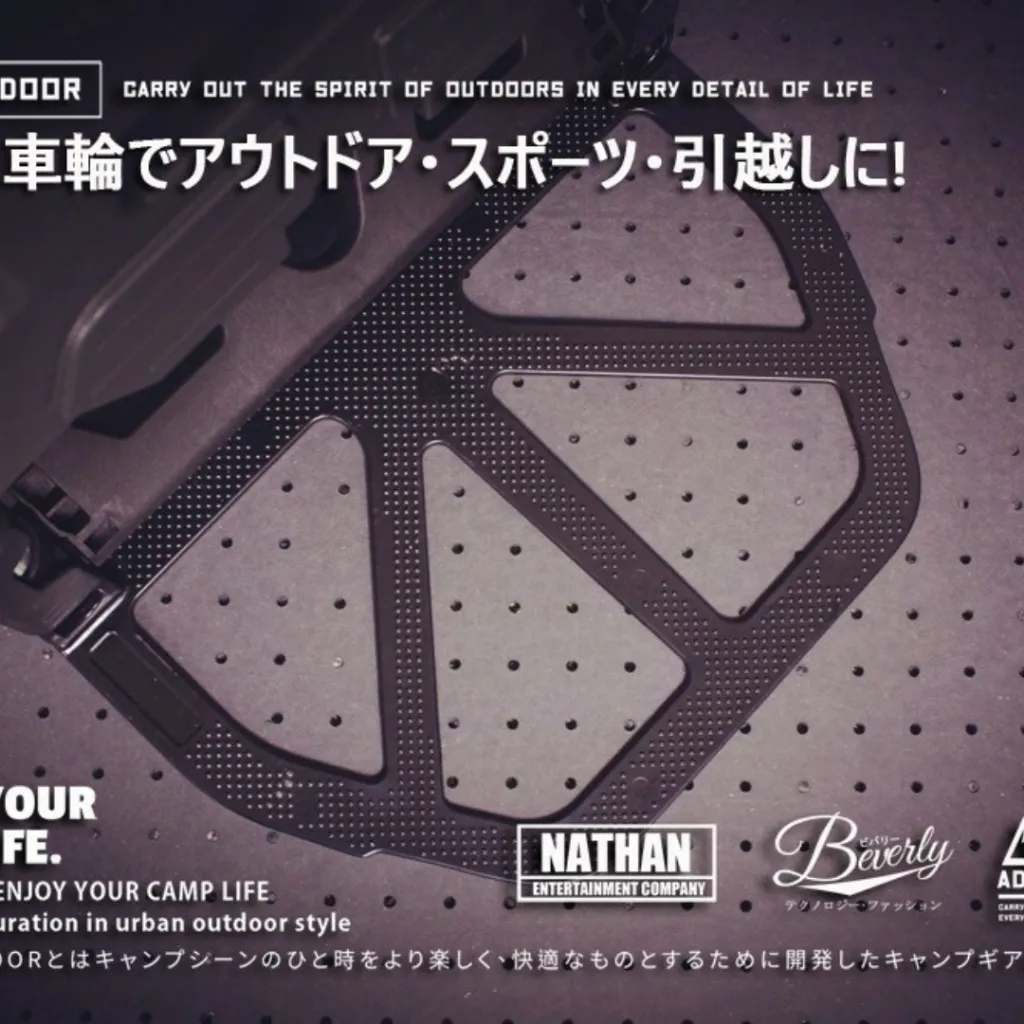 DOOR
CARRY OUT THE SPIRIT OF OUTDOORS IN EVERY DETAIL OF LIFE
車輪でアウトドア・スポーツ・引越しに!
YOUR
FE.
ENJOY YOUR CAMP LIFE
uration in urban outdoor style
NATHAN
ENTERTAINMENT COMPANY
ビバリー
Beverly
テクノロジー・ファッション
AD
CARRY
EVERY
OORとはキャンプシーンのひと時をより楽しく、快適なものとするために開発したキャンプギア